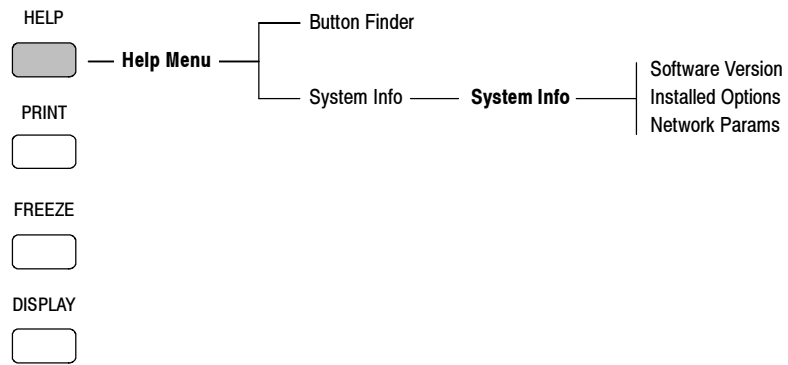 HELP
Help Menu
Button Finder
System Info
System Info
Software Version
Installed Options
Network Params
PRINT
FREEZE
DISPLAY